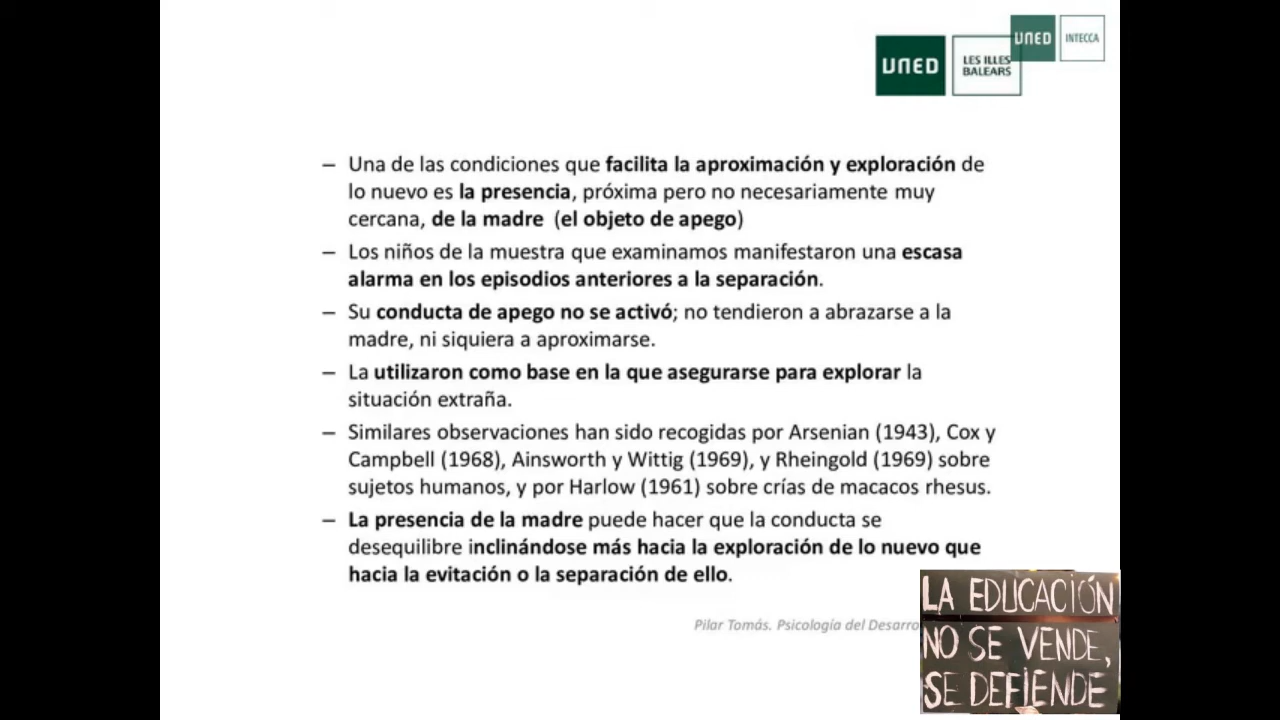 UNED
INTECCA
UNED
LES ILLES
BALEARS
– Una de las condiciones que facilita la aproximación y exploración de
lo nuevo es la presencia, próxima pero no necesariamente muy
cercana, de la madre (el objeto de apego)
– Los niños de la muestra que examinamos manifestaron una escasa
alarma en los episodios anteriores a la separación.
– Su conducta de apego no se activó; no tendieron a abrazarse a la
madre, ni siquiera a aproximarse.
– La utilizaron como base en la que asegurarse para explorar la
situación extraña.
– Similares observaciones han sido recogidas por Arsenian (1943), Cox y
Campbell (1968), Ainsworth y Wittig (1969), y Rheingold (1969) sobre
sujetos humanos, y por Harlow (1961) sobre crías de macacos rhesus.
– La presencia de la madre puede hacer que la conducta se
desequilibre inclinándose más hacia la exploración de lo nuevo que
hacia la evitación o la separación de ello.
Pilar Tomás. Psicología del Desarro
LA EDUCACIÓN
NO SE VENDE,
SE DEFIENDE